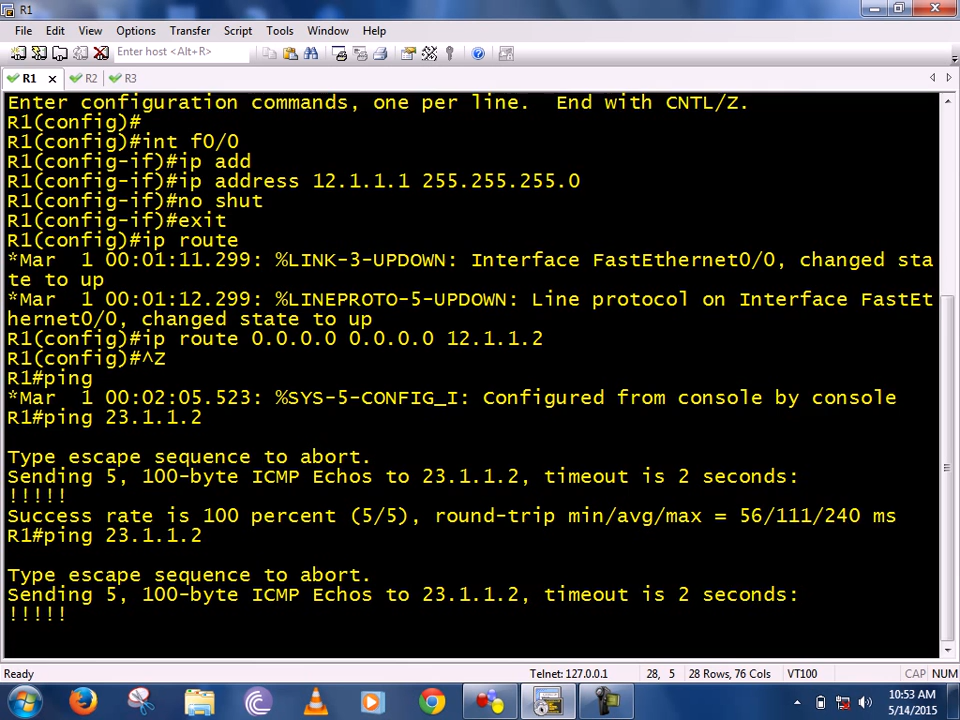 R1
File Edit View Options Transfer Script Tools Window Help
Enter host <Alt+R>
R1 R2 R3
Enter configuration commands, one per line.  End with CNTL/Z.
R1(config)#
R1(config)#int f0/0
R1(config-if)#ip add
R1(config-if)#ip address 12.1.1.1 255.255.255.0
R1(config-if)#no shut
R1(config-if)#exit
R1(config)#ip route
*Mar  1 00:01:11.299: %LINK-3-UPDOWN: Interface FastEthernet0/0, changed sta
te to up
*Mar  1 00:01:12.299: %LINEPROTO-5-UPDOWN: Line protocol on Interface FastEt
hernet0/0, changed state to up
R1(config)#ip route 0.0.0.0 0.0.0.0 12.1.1.2
R1(config)#^Z
R1#ping
*Mar  1 00:02:05.523: %SYS-5-CONFIG_I: Configured from console by console
R1#ping 23.1.1.2
Type escape sequence to abort.
Sending 5, 100-byte ICMP Echos to 23.1.1.2, timeout is 2 seconds:
!!!!!
Success rate is 100 percent (5/5), round-trip min/avg/max = 56/111/240 ms
R1#ping 23.1.1.2
Type escape sequence to abort.
Sending 5, 100-byte ICMP Echos to 23.1.1.2, timeout is 2 seconds:
!!!!!
Ready Telnet: 127.0.0.1 28, 5 28 Rows, 76 Cols VT100 CAP NUM
10:53 AM
5/14/2015